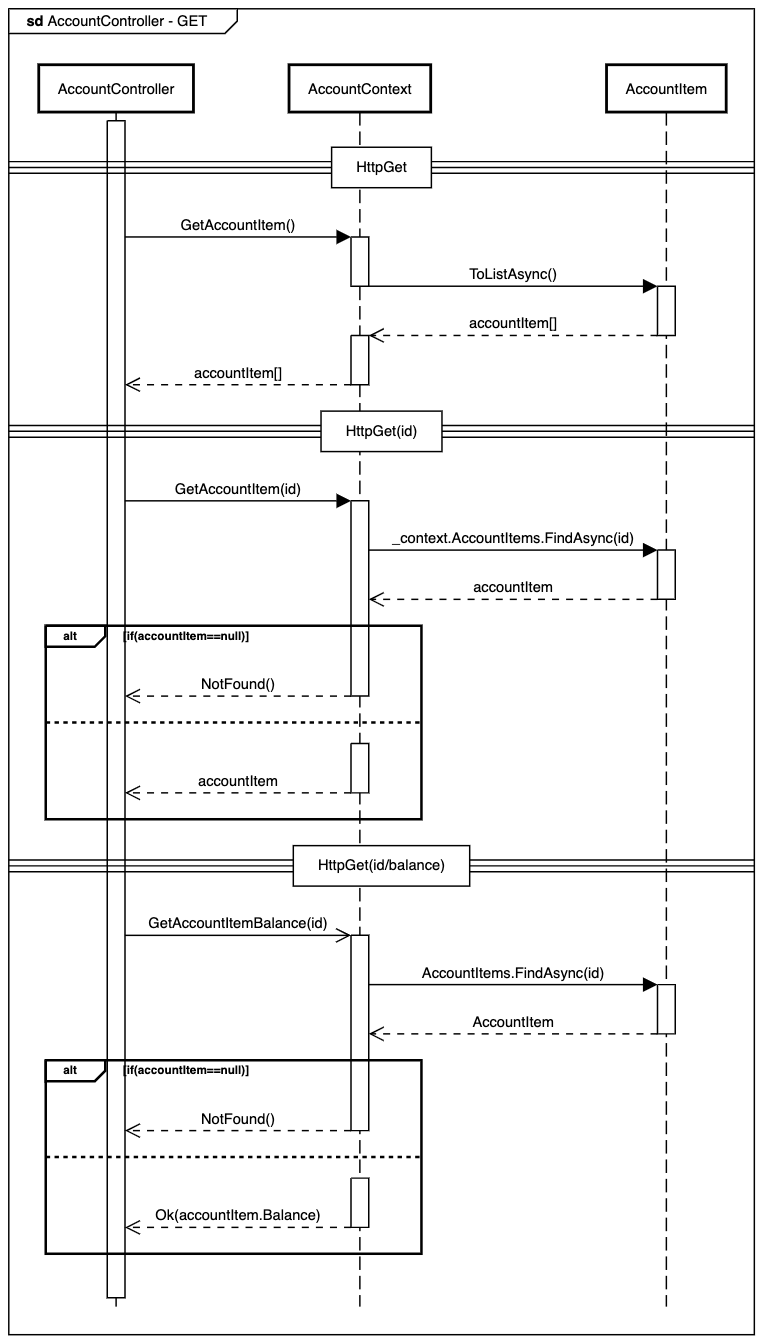 sd AccountController - GET
AccountController
AccountContext
AccountItem
HttpGet
GetAccountItem()
ToListAsync()
accountItem[]
accountItem[]
HttpGet(id)
GetAccountItem(id)
_context.AccountItems.FindAsync(id)
accountItem
alt
[if(accountItem==null)]
NotFound()
accountItem
HttpGet(id/balance)
GetAccountItemBalance(id)
AccountItems.FindAsync(id)
AccountItem
alt
[if(accountItem==null)]
NotFound()
Ok(accountItem.Balance)